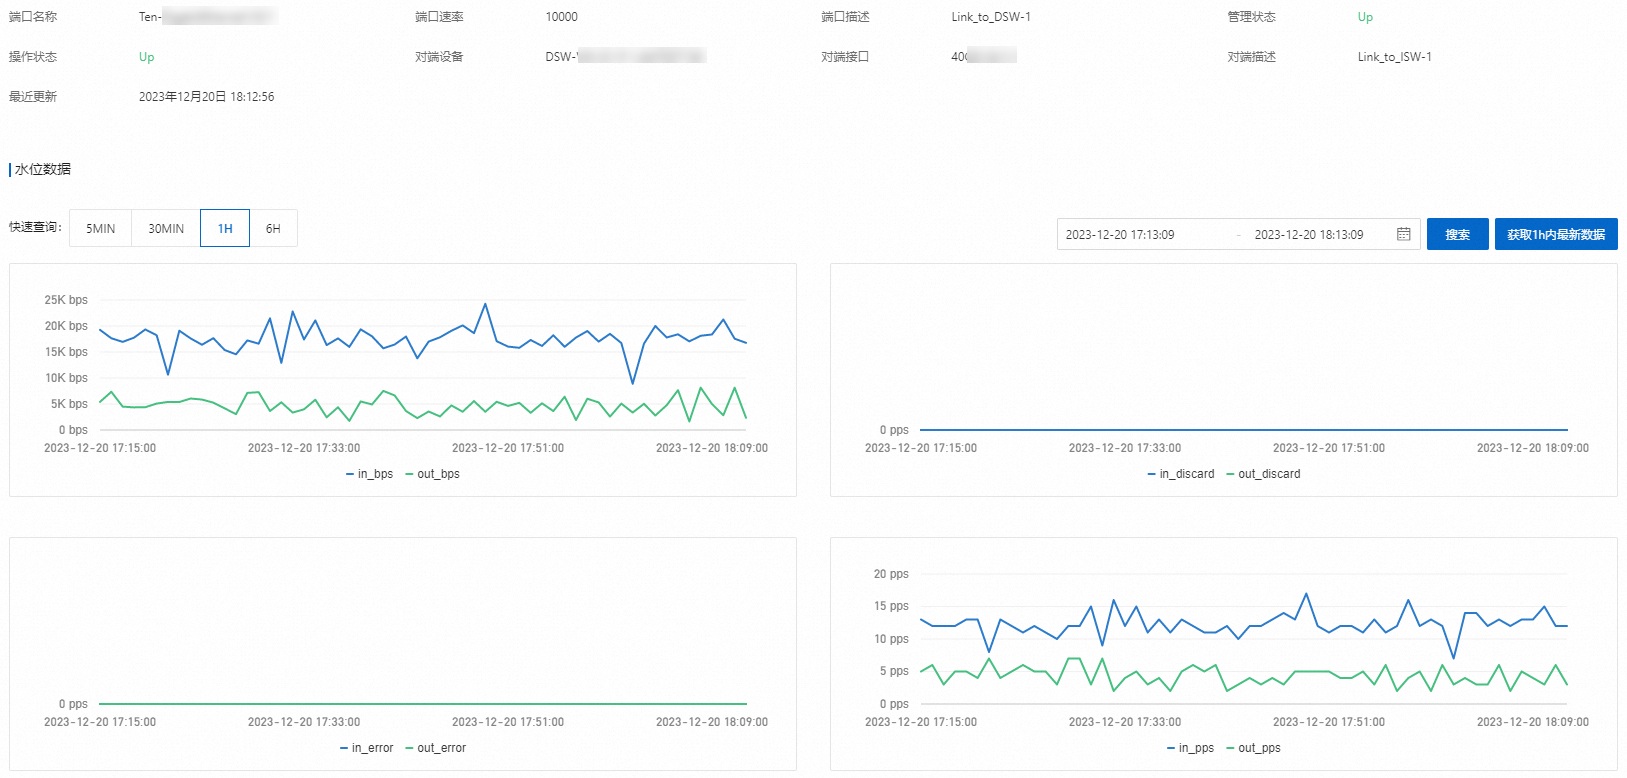 端口名称 Ten- 端口速率 10000 端口描述 Link_to_DSW-1 管理状态 Up
操作状态 Up 对端设备 DSW- 对端接口 40 对端描述 Link_to_ISW-1
最近更新 2023年12月20日 18:12:56
水位数据
快速查询: 5MIN 30MIN 1H 6H 2023-12-20 17:13:09 - 2023-12-20 18:13:09 搜索 获取1h内最新数据
25K bps
20K bps
15K bps
10K bps
5K bps
0 bps
2023-12-20 17:15:00 2023-12-20 17:33:00 2023-12-20 17:51:00 2023-12-20 18:09:00
in_bps out_bps
0 pps
2023-12-20 17:15:00 2023-12-20 17:33:00 2023-12-20 17:51:00 2023-12-20 18:09:00
in_discard out_discard
0 pps
2023-12-20 17:15:00 2023-12-20 17:33:00 2023-12-20 17:51:00 2023-12-20 18:09:00
in_error out_error
20 pps
15 pps
10 pps
5 pps
0 pps
2023-12-20 17:15:00 2023-12-20 17:33:00 2023-12-20 17:51:00 2023-12-20 18:09:00
in_pps out_pps